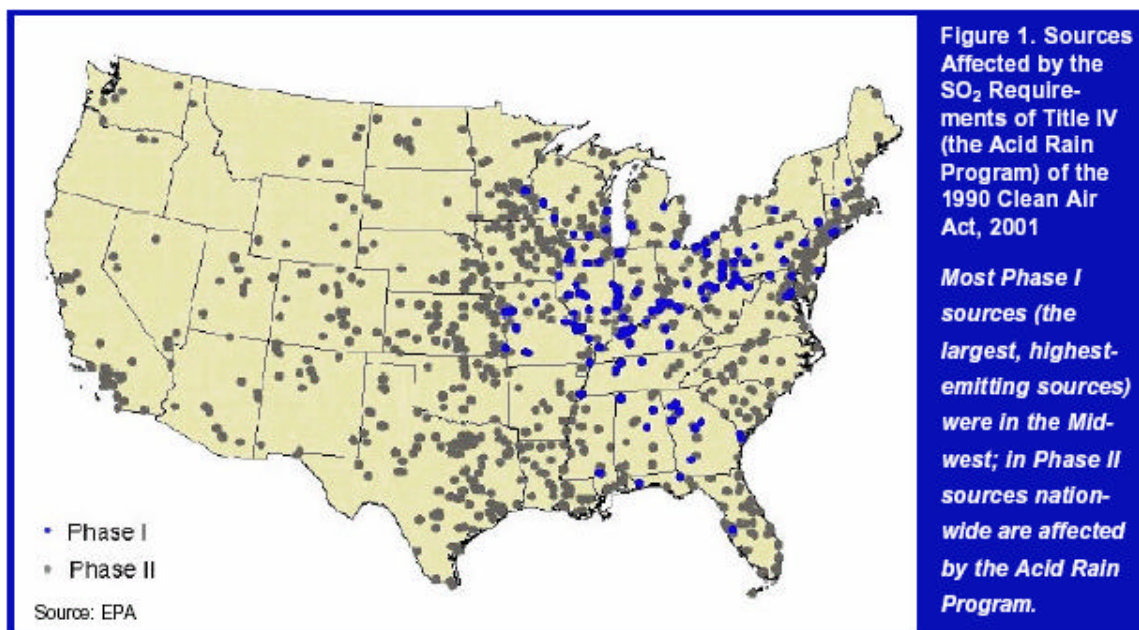 Figure 1. Sources
Affected by the
SO₂ Require-
ments of Title IV
(the Acid Rain
Program) of the
1990 Clean Air
Act, 2001
Most Phase I
sources (the
largest, highest-
emitting sources)
were in the Mid-
west; in Phase II
sources nation-
wide are affected
by the Acid Rain
Program.
Phase I
Phase II
Source: EPA